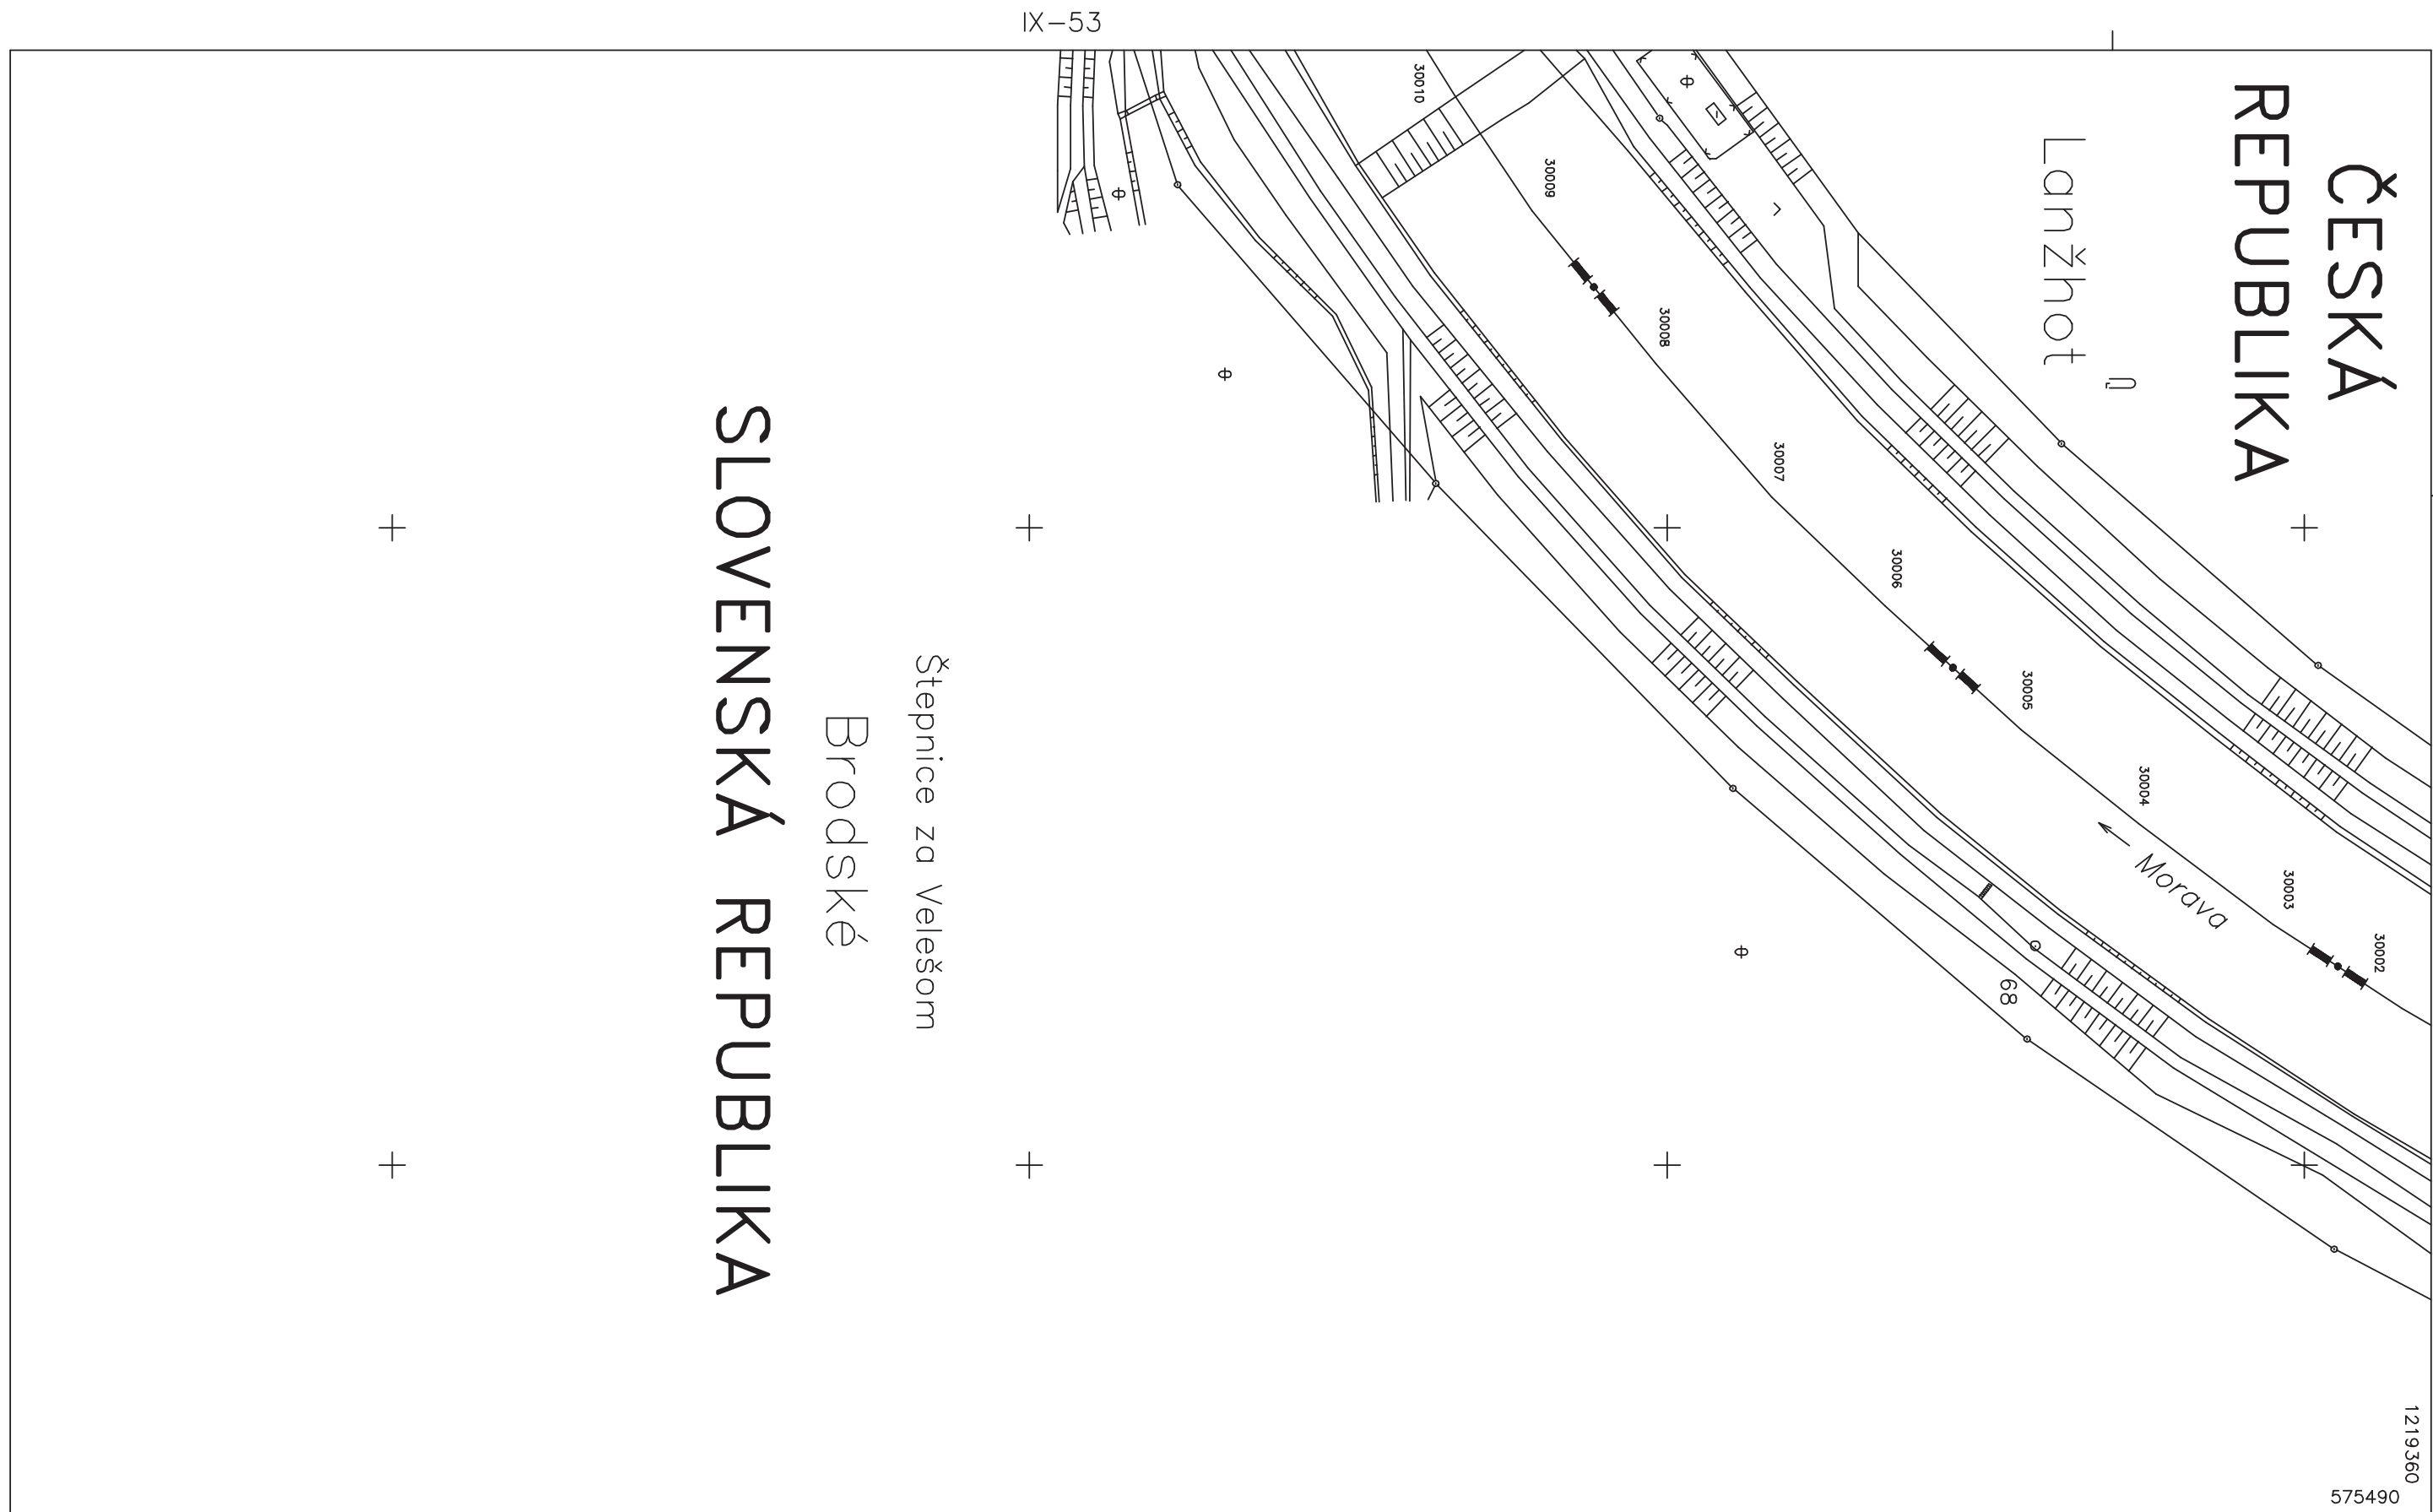 IX-53
ČESKÁ
REPUBLIKA
Lanžhot
30010
30009
30008
30007
30006
30005
30004
30003
30002
Morava
68
Štepnice za Velešom
Brodské
SLOVENSKÁ REPUBLIKA
1219360
575490